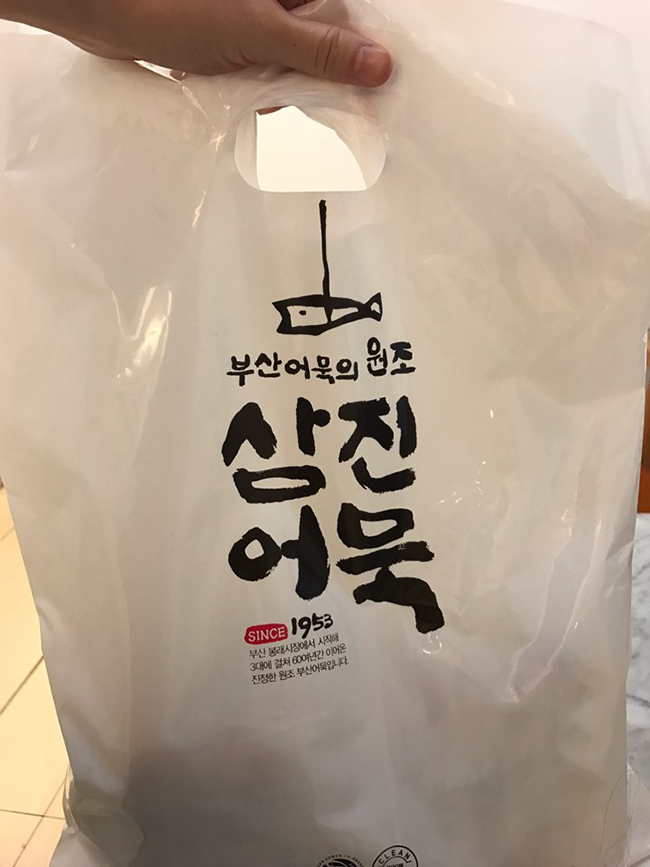 부산어묵의 원조
삼진
어묵
SINCE 1953
부산 봉래시장에서 시작해
3대에 걸쳐 60여년간 이어온
진정한 원조 부산어묵입니다.
CLEAN